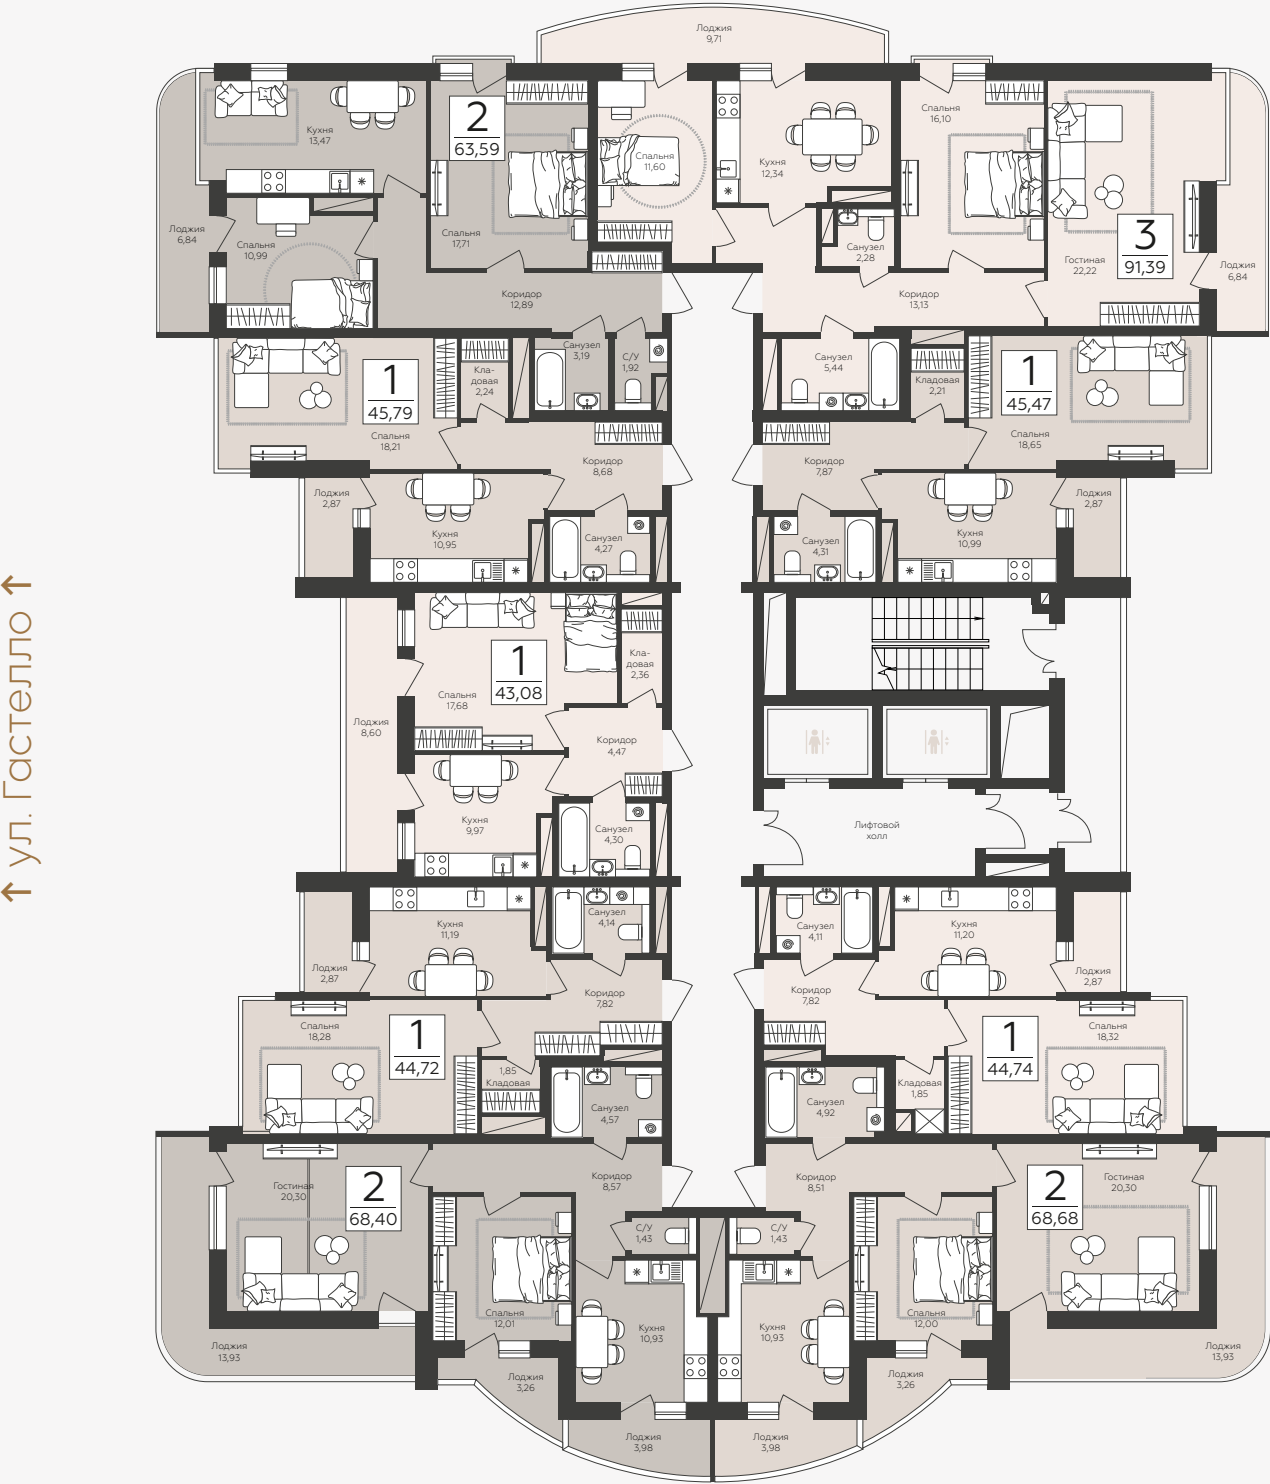 Лоджия
9,71
Кухня
13,47
2
63,59
Спальня
11,60
Кухня
12,34
Спальня
16,10
Лоджия
6,84
Спальня
10,99
Спальня
17,71
Санузел
2,28
Гостиная
22,22
3
91,39
Лоджия
6,84
Коридор
12,89
Коридор
13,13
1
45,79
Спальня
18,21
Кла-
довая
2,24
Санузел
3,19
С/У
1,92
Санузел
5,44
Кладовая
2,21
1
45,47
Спальня
18,65
Коридор
8,68
Коридор
7,87
Лоджия
2,87
Кухня
10,95
Санузел
4,27
Санузел
4,31
Кухня
10,99
Лоджия
2,87
ул. Гастелло
1
43,08
Спальня
17,68
Кла-
довая
2,36
Лоджия
8,60
Коридор
4,47
Кухня
9,97
Санузел
4,30
Лифтовой
холл
Кухня
11,19
Санузел
4,14
Санузел
4,11
Кухня
11,20
Лоджия
2,87
Коридор
7,82
Коридор
7,82
Лоджия
2,87
Спальня
18,28
1
44,72
1,85
Кладовая
Санузел
4,57
Санузел
4,92
Кладовая
1,85
1
44,74
Спальня
18,32
Гостиная
20,30
2
68,40
Коридор
8,57
Коридор
8,51
2
68,68
Гостиная
20,30
С/У
1,43
С/У
1,43
Спальня
12,01
Кухня
10,93
Кухня
10,93
Спальня
12,00
Лоджия
13,93
Лоджия
3,26
Лоджия
3,26
Лоджия
13,93
Лоджия
3,98
Лоджия
3,98